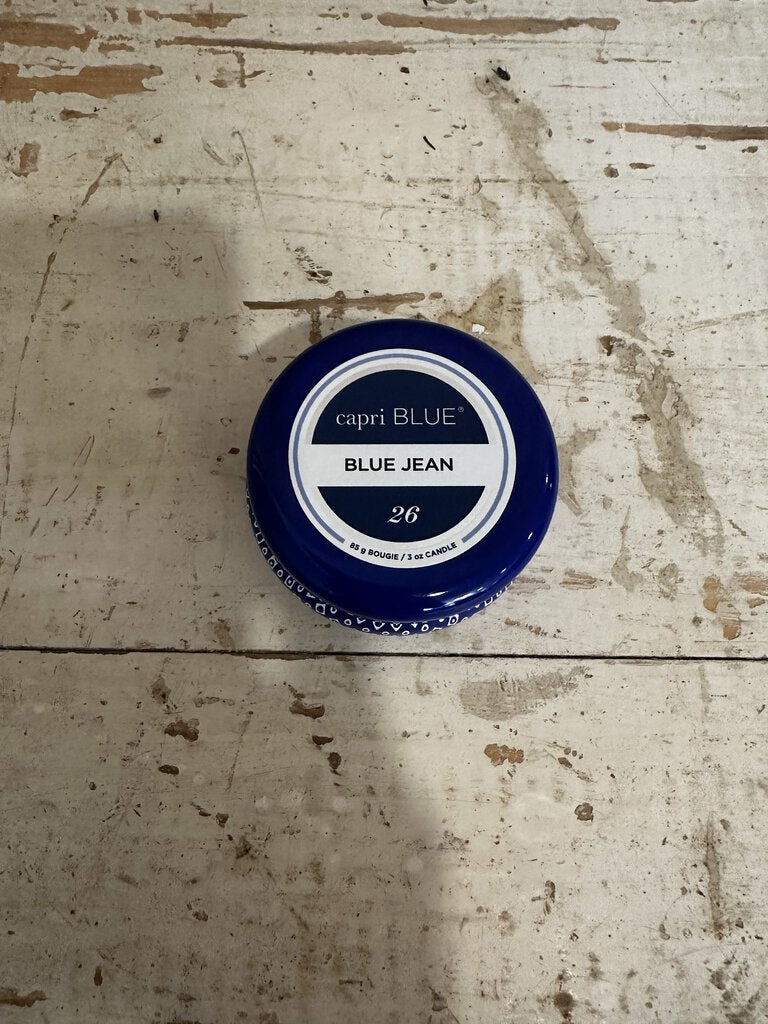 capri BLUE®
BLUE JEAN
26
85 g BOUGIE / 3 oz CANDLE